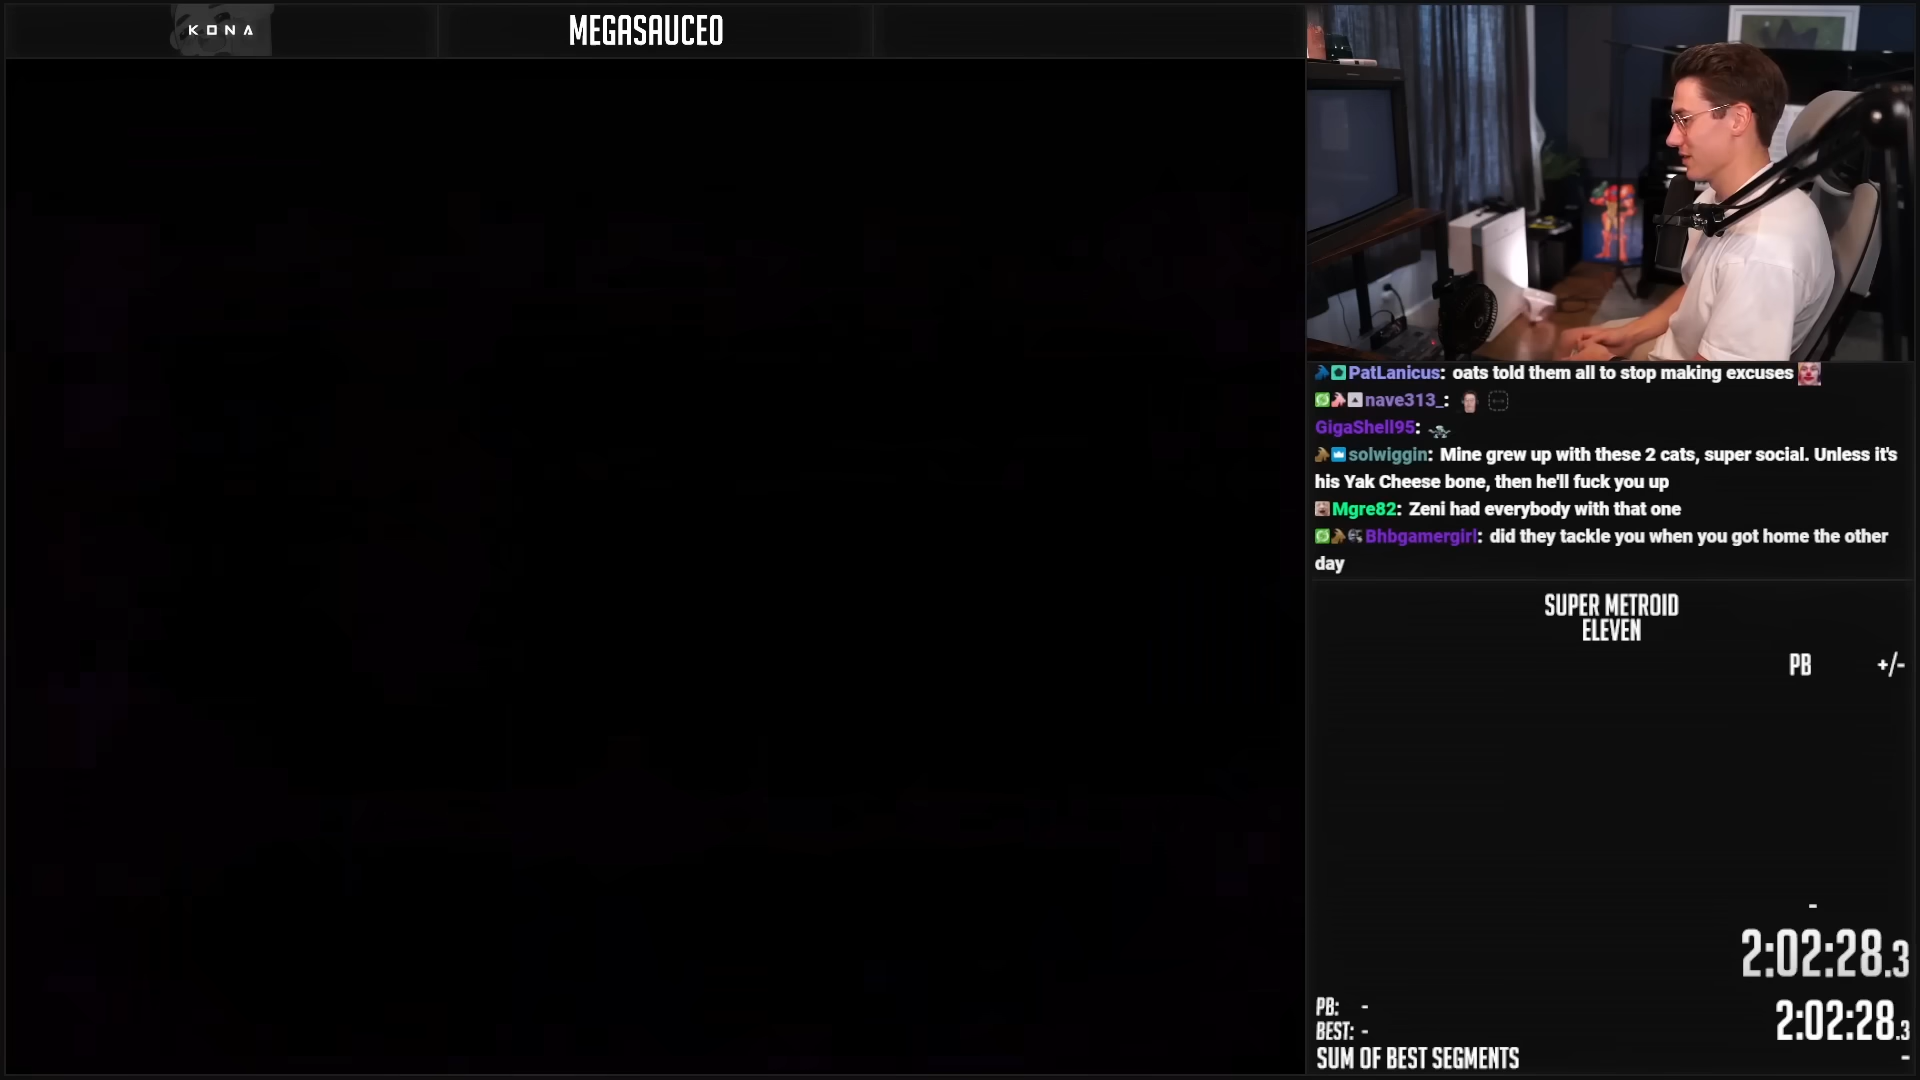 KONA
MEGASAUCEO
PatLanicus: oats told them all to stop making excuses
nave313_:
GigaShell95:
solwiggin: Mine grew up with these 2 cats, super social. Unless it's
his Yak Cheese bone, then he'll fuck you up
Mgre82: Zeni had everybody with that one
Bhbgamergirl: did they tackle you when you got home the other
day
SUPER METROID
ELEVEN
PB +/-
-
2:02:28.3
PB: -
BEST: -
2:02:28.3
SUM OF BEST SEGMENTS -